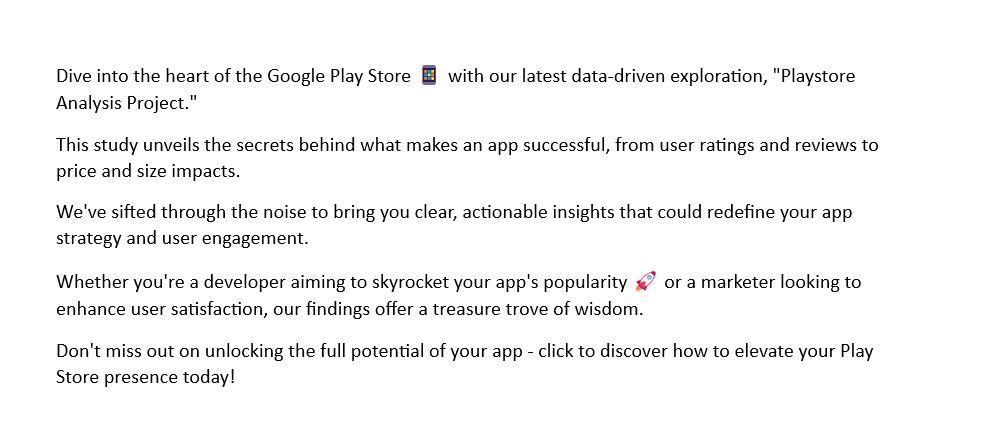 Dive into the heart of the Google Play Store 📱 with our latest data-driven exploration, "Playstore
Analysis Project."
This study unveils the secrets behind what makes an app successful, from user ratings and reviews to
price and size impacts.
We've sifted through the noise to bring you clear, actionable insights that could redefine your app
strategy and user engagement.
Whether you're a developer aiming to skyrocket your app's popularity 🚀 or a marketer looking to
enhance user satisfaction, our findings offer a treasure trove of wisdom.
Don't miss out on unlocking the full potential of your app - click to discover how to elevate your Play
Store presence today!